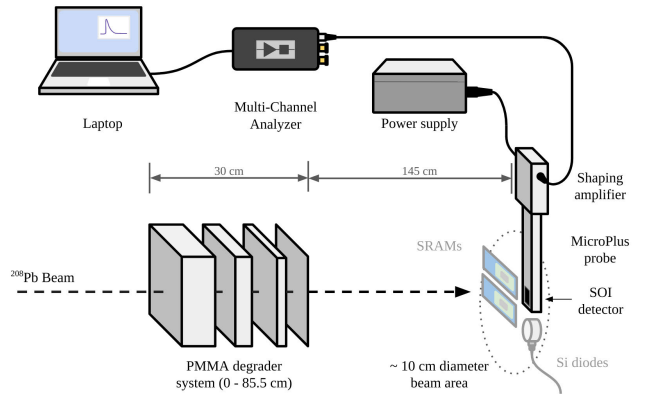 Laptop
Multi-Channel
Analyzer
Power supply
30 cm
145 cm
Shaping
amplifier
SRAMs
MicroPlus
probe
²⁰⁸Pb Beam
SOI
detector
PMMA degrader
system (0 - 85.5 cm)
~ 10 cm diameter
beam area
Si diodes